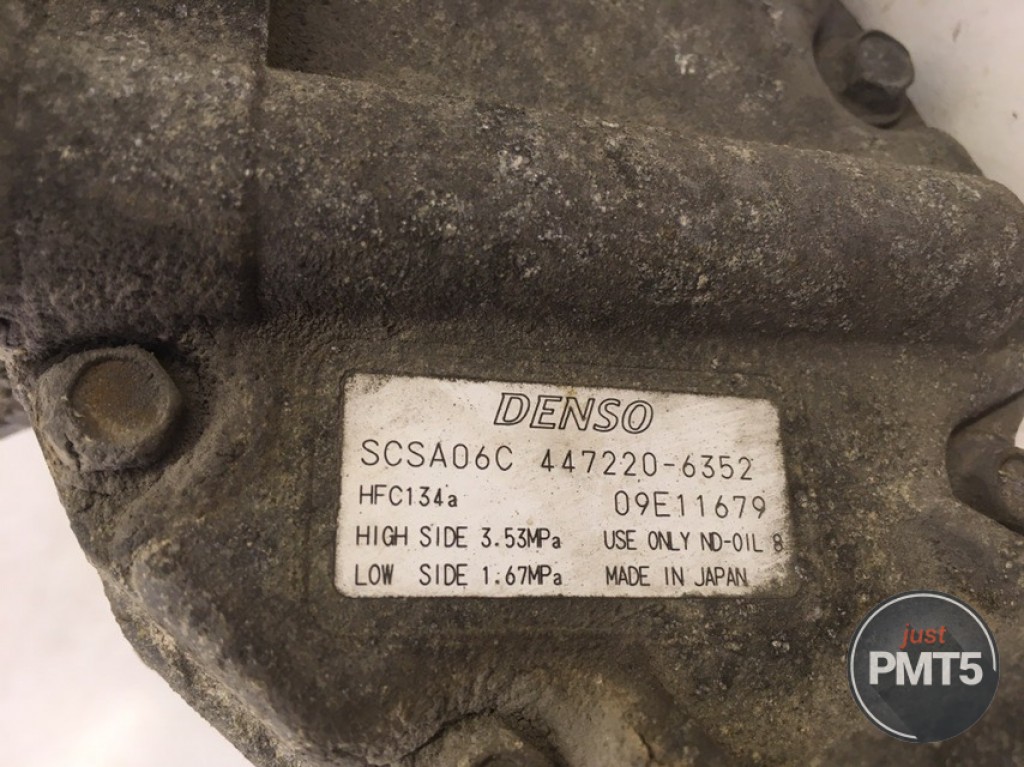 DENSO
SCSA06C 447220-6352
HFC134a 09E11679
HIGH SIDE 3.53MPa USE ONLY ND-OIL 8
LOW SIDE 1.67MPa MADE IN JAPAN
just
PMT5